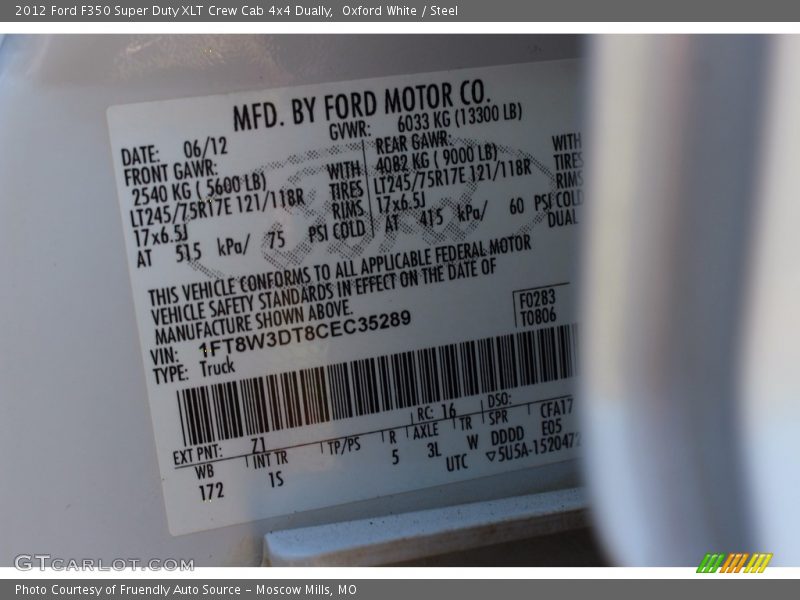 2012 Ford F350 Super Duty XLT Crew Cab 4x4 Dually, Oxford White / Steel
MFD. BY FORD MOTOR CO.
DATE: 06/12 GVWR: 6033 KG (13300 LB)
FRONT GAWR: REAR GAWR:
2540 KG ( 5600 LB) WITH 4082 KG ( 9000 LB) WITH
LT245/75R17E 121/118R TIRES LT245/75R17E 121/118R TIRES
17x6.5J RINS 17x6.5J RIMS
AT 515 kPa/ 75 PSI COLD AT 415 kPa/ 60 PSI COLD
DUAL
THIS VEHICLE CONFORMS TO ALL APPLICABLE FEDERAL MOTOR
VEHICLE SAFETY STANDARDS IN EFFECT ON THE DATE OF
MANUFACTURE SHOWN ABOVE.
F0283
T0806
VIN: 1FT8W3DT8CEC35289
TYPE: Truck
EXT PNT: Z1 RC: 16 DSO:
WB INT TR TP/PS R AXLE TR SPR CFA17
172 1S 5 3L W DDDD E05
UTC ▽5U5A-1520472
GTCARLOT.COM
Photo Courtesy of Fruendly Auto Source - Moscow Mills, MO